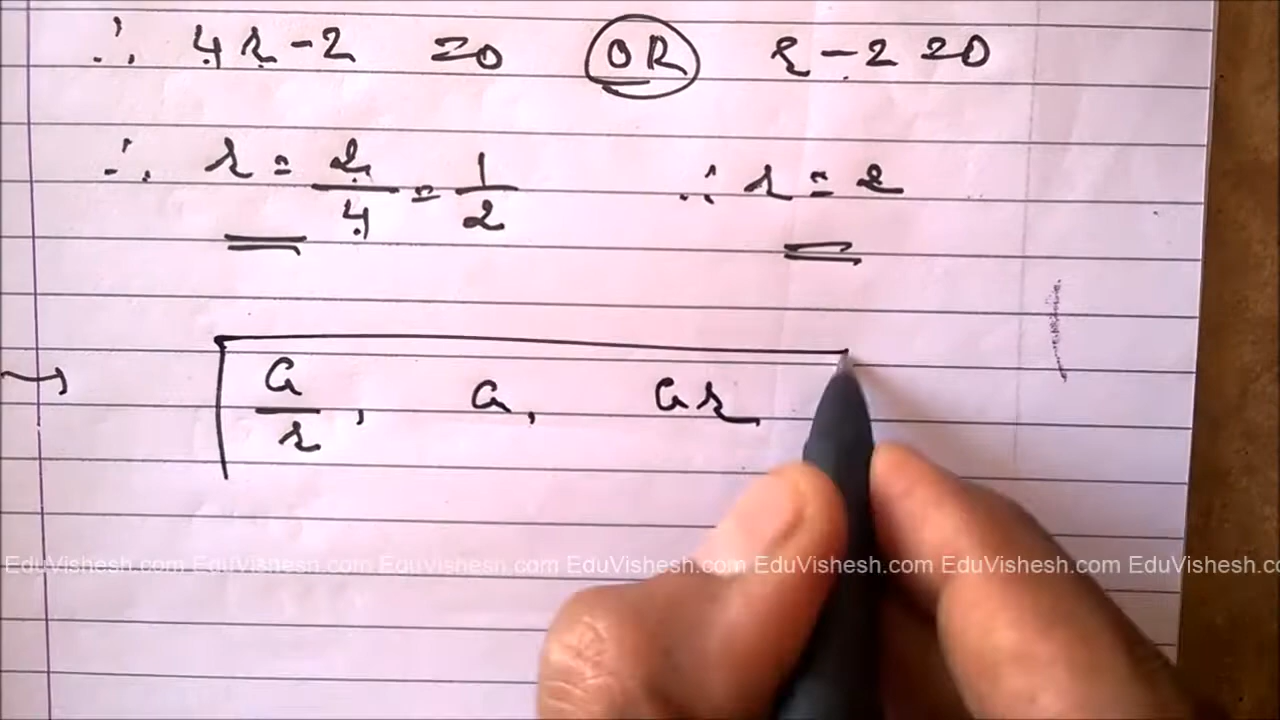 ∴ 4r - 2 = 0 OR r - 2 = 0
∴ r = 2/4 = 1/2 ∴ r = 2
→ a/r, a, ar
EduVishesh.com EduVishesh.com EduVishesh.com EduVishesh.com EduVishesh.com EduVishesh.com EduVishesh.co